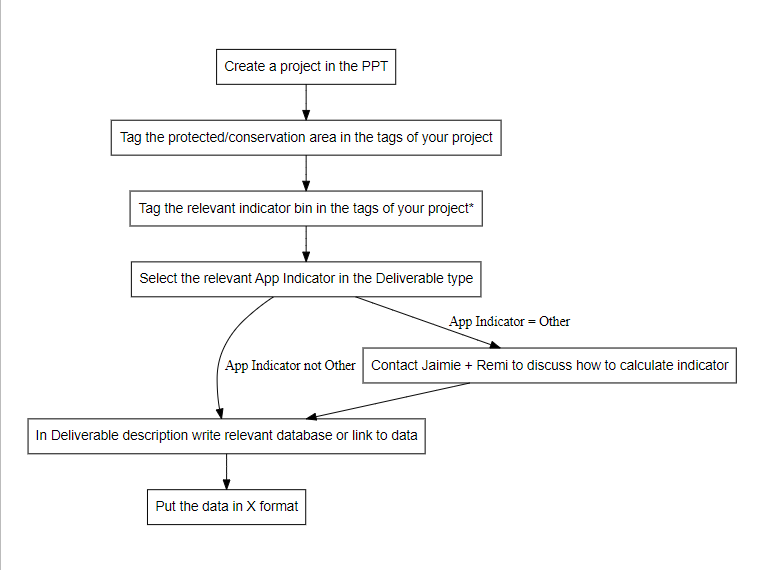 Create a project in the PPT
Tag the protected/conservation area in the tags of your project
Tag the relevant indicator bin in the tags of your project*
Select the relevant App Indicator in the Deliverable type
App Indicator = Other
App Indicator not Other
Contact Jaimie + Remi to discuss how to calculate indicator
In Deliverable description write relevant database or link to data
Put the data in X format